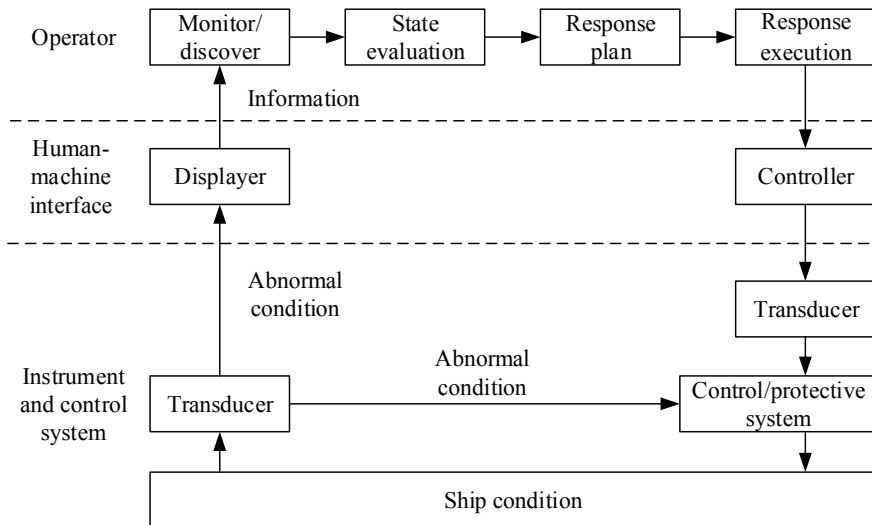 Operator
Monitor/
discover
State
evaluation
Response
plan
Response
execution
Information
Human-
machine
interface
Displayer
Controller
Abnormal
condition
Transducer
Instrument
and control
system
Transducer
Abnormal
condition
Control/protective
system
Ship condition